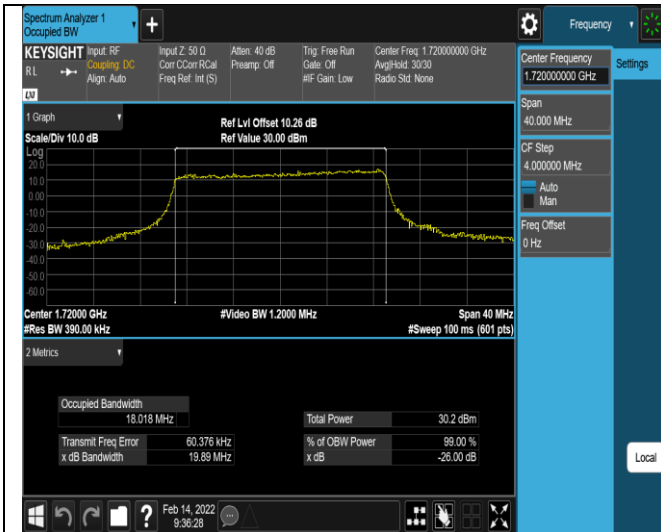 Spectrum Analyzer 1
Occupied BW
+
Frequency
KEYSIGHT
RL
LXI
Input: RF
Coupling: DC
Align: Auto
Input Z: 50 Ω
Corr CCorr RCal
Freq Ref: Int (S)
Atten: 40 dB
Preamp: Off
Trig: Free Run
Gate: Off
#IF Gain: Low
Center Freq: 1.720000000 GHz
Avg|Hold: 30/30
Radio Std: None
Center Frequency
1.720000000 GHz
Settings
Span
40.000 MHz
CF Step
4.000000 MHz
Auto
Man
Freq Offset
0 Hz
Local
1 Graph
Scale/Div 10.0 dB
Ref Lvl Offset 10.26 dB
Ref Value 30.00 dBm
Log
20.0
10.0
0.00
-10.0
-20.0
-30.0
-40.0
-50.0
-60.0
Center 1.72000 GHz
#Video BW 1.2000 MHz
Span 40 MHz
#Res BW 390.00 kHz
#Sweep 100 ms (601 pts)
2 Metrics
Occupied Bandwidth
18.018 MHz
Total Power 30.2 dBm
Transmit Freq Error 60.376 kHz
% of OBW Power 99.00 %
x dB Bandwidth 19.89 MHz
x dB -26.00 dB
?
Feb 14, 2022
9:36:28